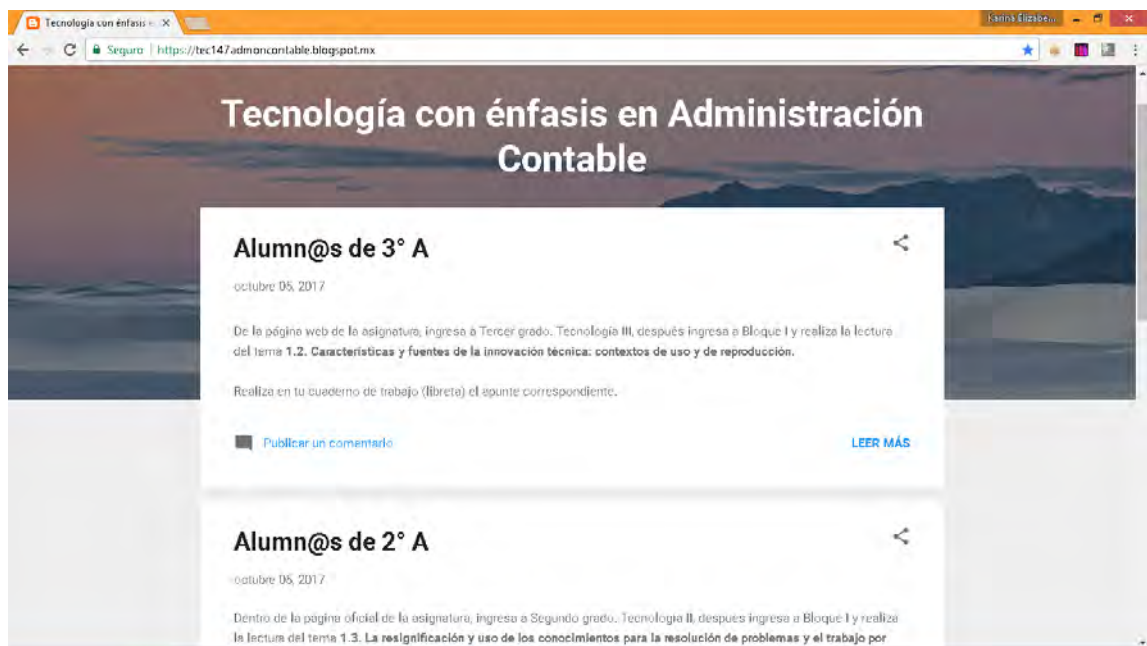 Tecnología con énfasis e
Karina Elizabe...
Seguro | https://tec147admoncontable.blogspot.mx
Tecnología con énfasis en Administración
Contable
Alumn@s de 3° A
octubre 05, 2017
De la página web de la asignatura, ingresa a Tercer grado. Tecnología III, después ingresa a Bloque I y realiza la lectura
del tema 1.2. Características y fuentes de la innovación técnica: contextos de uso y de reproducción.
Realiza en tu cuaderno de trabajo (libreta) el apunte correspondiente.
Publicar un comentario
LEER MÁS
Alumn@s de 2° A
octubre 05, 2017
Dentro de la página oficial de la asignatura, ingresa a Segundo grado. Tecnología II, despues ingresa a Bloque I y realiza
la lectura del tema 1.3. La resignificación y uso de los conocimientos para la resolución de problemas y el trabajo por